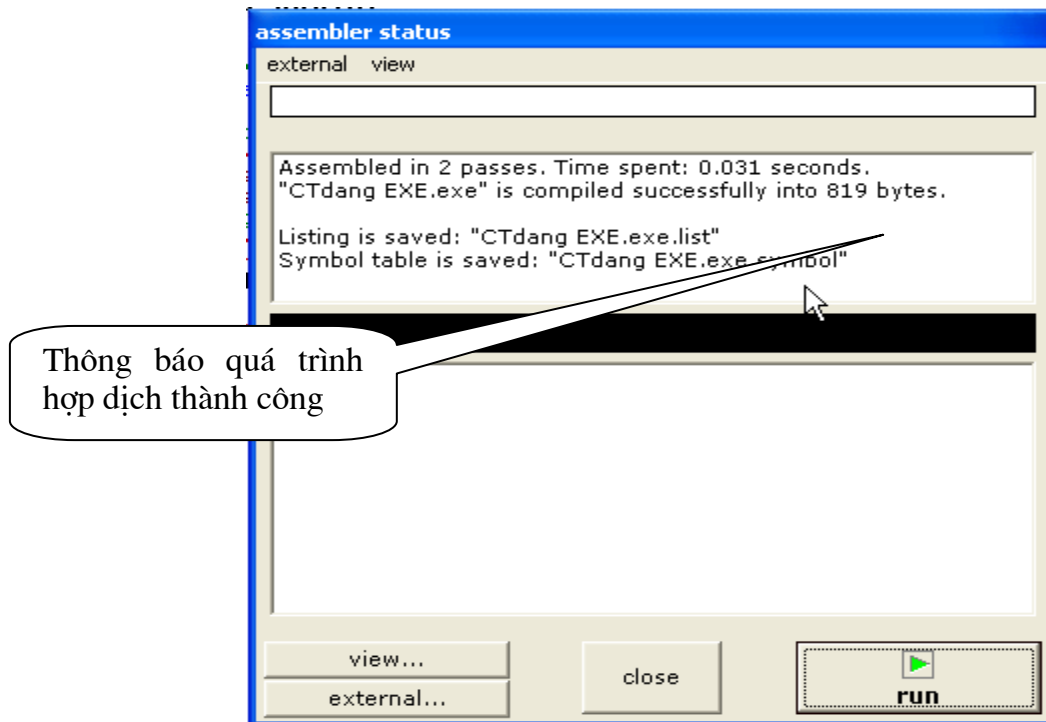 assembler status
external view
Assembled in 2 passes. Time spent: 0.031 seconds.
"CTdang EXE.exe" is compiled successfully into 819 bytes.
Listing is saved: "CTdang EXE.exe.list"
Symbol table is saved: "CTdang EXE.exe.symbol"
Thông báo quá trình
hợp dịch thành công
view...
close
run
external...